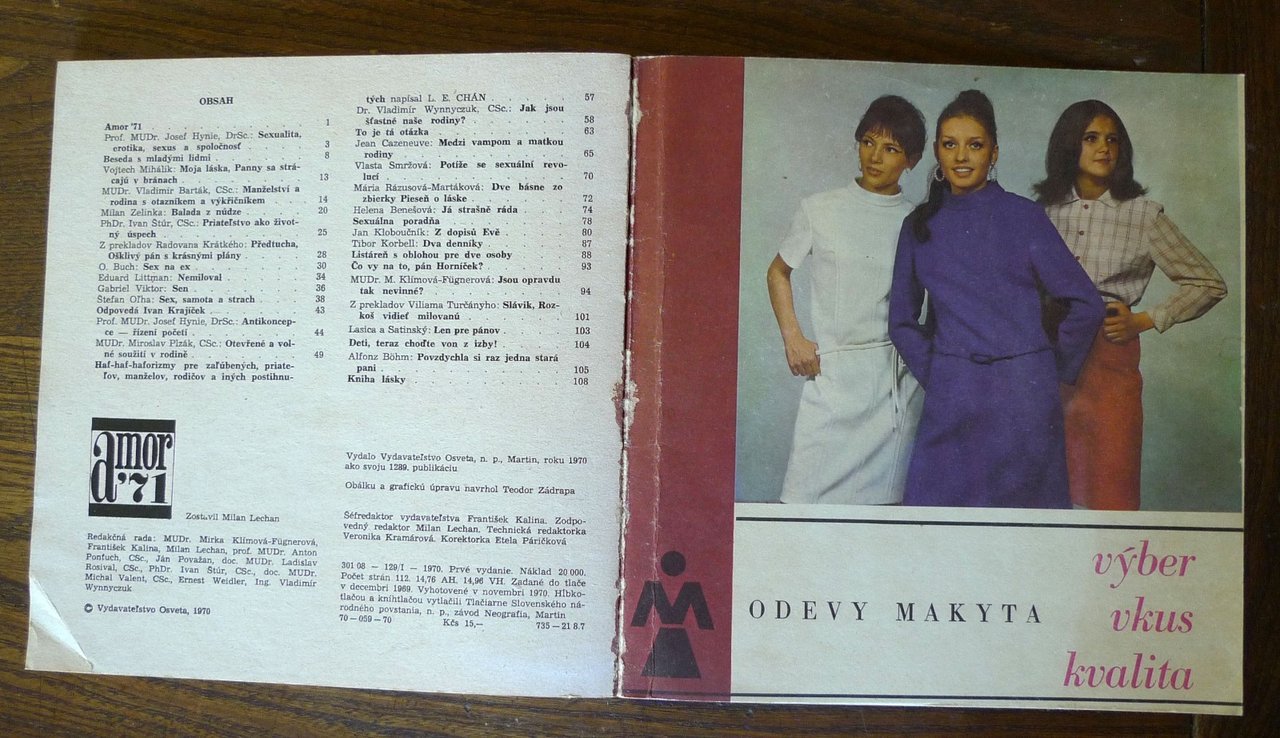 OBSAH
Amor '71 . . . . . . . . . 1
Prof. MUDr. Josef Hynie, DrSc.: Sexualita,
erotika, sexus a spoločnosť . . . 3
Beseda s mladými ľidmi . . . . . 8
Vojtech Mihálik: Moja láska, Panny sa strá-
cajú v bránach . . . . . . 13
MUDr. Vladimír Barták, CSc.: Manželství a
rodina s otazníkem a výkřičníkem . . 14
Milan Zelinka: Balada z núdze . . . . 20
PhDr. Ivan Štúr, CSc.: Priateľstvo ako život-
ný úspech . . . . . . . . 25
Z prekladov Radovana Krátkého: Předtucha,
Ošklivý pán s krásnými plány . . . 28
O. Buch: Sex na ex . . . . . . . 30
Eduard Littman: Nemiloval . . . . 34
Gabriel Viktor: Sen . . . . . . . 36
Štefan Oľha: Sex, samota a strach . . . 38
Odpovedá Ivan Krajíček . . . . . 43
Prof. MUDr. Josef Hynie, DrSc.: Antikoncep-
ce — řízení početí . . . . . . 44
MUDr. Miroslav Plzák, CSc.: Otevřené a vol-
né soužití v rodině . . . . . . 49
Haf-haf-haforizmy pre zaľúbených, priate-
ľov, manželov, rodičov a iných postihnu-
tých napísal L. E. CHÁN . . . . . 57
Dr. Vladimír Wynnyczuk, CSc.: Jak jsou
šťastné naše rodiny? . . . . . 58
To je tá otázka . . . . . . . . 63
Jean Cazeneuve: Medzi vampom a matkou
rodiny . . . . . . . . . 65
Vlasta Smržová: Potíže se sexuální revo-
lucí . . . . . . . . . 70
Mária Rázusová-Martáková: Dve básne zo
zbierky Pieseň o láske . . . . . 72
Helena Benešová: Já strašně ráda . . . 74
Sexuálna poradňa . . . . . . . 78
Jan Kloboučník: Z dopisů Evě . . . . 80
Tibor Korbell: Dva denníky . . . . . 87
Listáreň s oblohou pre dve osoby . . . 88
Čo vy na to, pán Horníček? . . . . . 93
MUDr. M. Klímová-Fügnerová: Jsou opravdu
tak nevinné? . . . . . . . 94
Z prekladov Viliama Turčányho: Slávik, Roz-
koš vidieť milovanú . . . . . 101
Lasica a Satinský: Len pre pánov . . . 103
Deti, teraz choďte von z izby! . . . . 104
Alfonz Böhm: Povzdychla si raz jedna stará
pani . . . . . . . . . 105
Kniha lásky . . . . . . . . 108
amor
'71
Zostavil Milan Lechan
Redakčná rada: MUDr. Mirka Klímová-Fügnerová,
František Kalina, Milan Lechan, prof. MUDr. Anton
Pontuch, CSc., Ján Považan, doc. MUDr. Ladislav
Rosival, CSc., PhDr. Ivan Štúr, CSc., doc. MUDr.
Michal Valent, CSc., Ernest Weidler, Ing. Vladimír
Wynnyczuk
© Vydavateľstvo Osveta, 1970
Vydalo Vydavateľstvo Osveta, n. p., Martin, roku 1970
ako svoju 1289. publikáciu
Obálku a grafickú úpravu navrhol Teodor Zádrapa
Šéfredaktor vydavateľstva František Kalina. Zodpo-
vedný redaktor Milan Lechan. Technická redaktorka
Veronika Kramárová. Korektorka Etela Páričková
301 08 — 129/I — 1970. Prvé vydanie. Náklad 20 000.
Počet strán 112. 14,76 AH. 14,96 VH. Zadané do tlače
v decembri 1969. Vyhotovené v novembri 1970. Hĺbko-
tlačou a kníhtlačou vytlačili Tlačiarne Slovenského ná-
rodného povstania, n. p., závod Neografia, Martin
70 — 059 — 70 Kčs 15,— 735 — 21 8.7
ODEVY MAKYTA
výber
vkus
kvalita